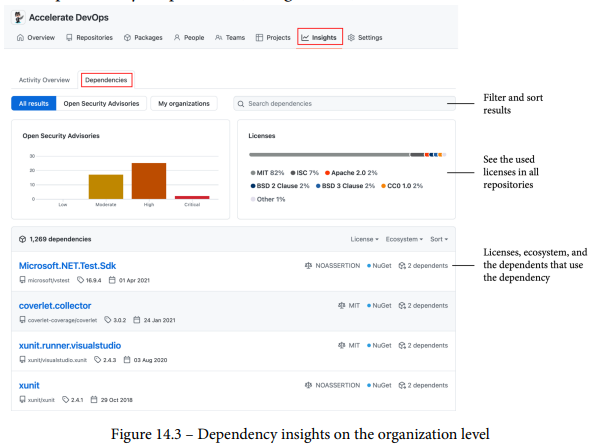 Accelerate DevOps
Overview Repositories Packages People Teams Projects Insights Settings
Activity Overview Dependencies
All results Open Security Advisories My organizations Search dependencies
Filter and sort
results
Open Security Advisories
30
20
10
0
Low Moderate High Critical
Licenses
MIT 82% ISC 7% Apache 2.0 2%
BSD 2 Clause 2% BSD 3 Clause 2% CC0 1.0 2%
Other 1%
See the used
licenses in all
repositories
1,269 dependencies License Ecosystem Sort
Microsoft.NET.Test.Sdk NOASSERTION NuGet 2 dependents
microsoft/vstest 16.9.4 01 Apr 2021
Licenses, ecosystem, and
the dependents that use
the dependency
coverlet.collector MIT NuGet 2 dependents
coverlet-coverage/coverlet 3.0.2 24 Jan 2021
xunit.runner.visualstudio MIT NuGet 2 dependents
xunit/visualstudio.xunit 2.4.3 03 Aug 2020
xunit NOASSERTION NuGet 2 dependents
xunit/xunit 2.4.1 29 Oct 2018
Figure 14.3 – Dependency insights on the organization level